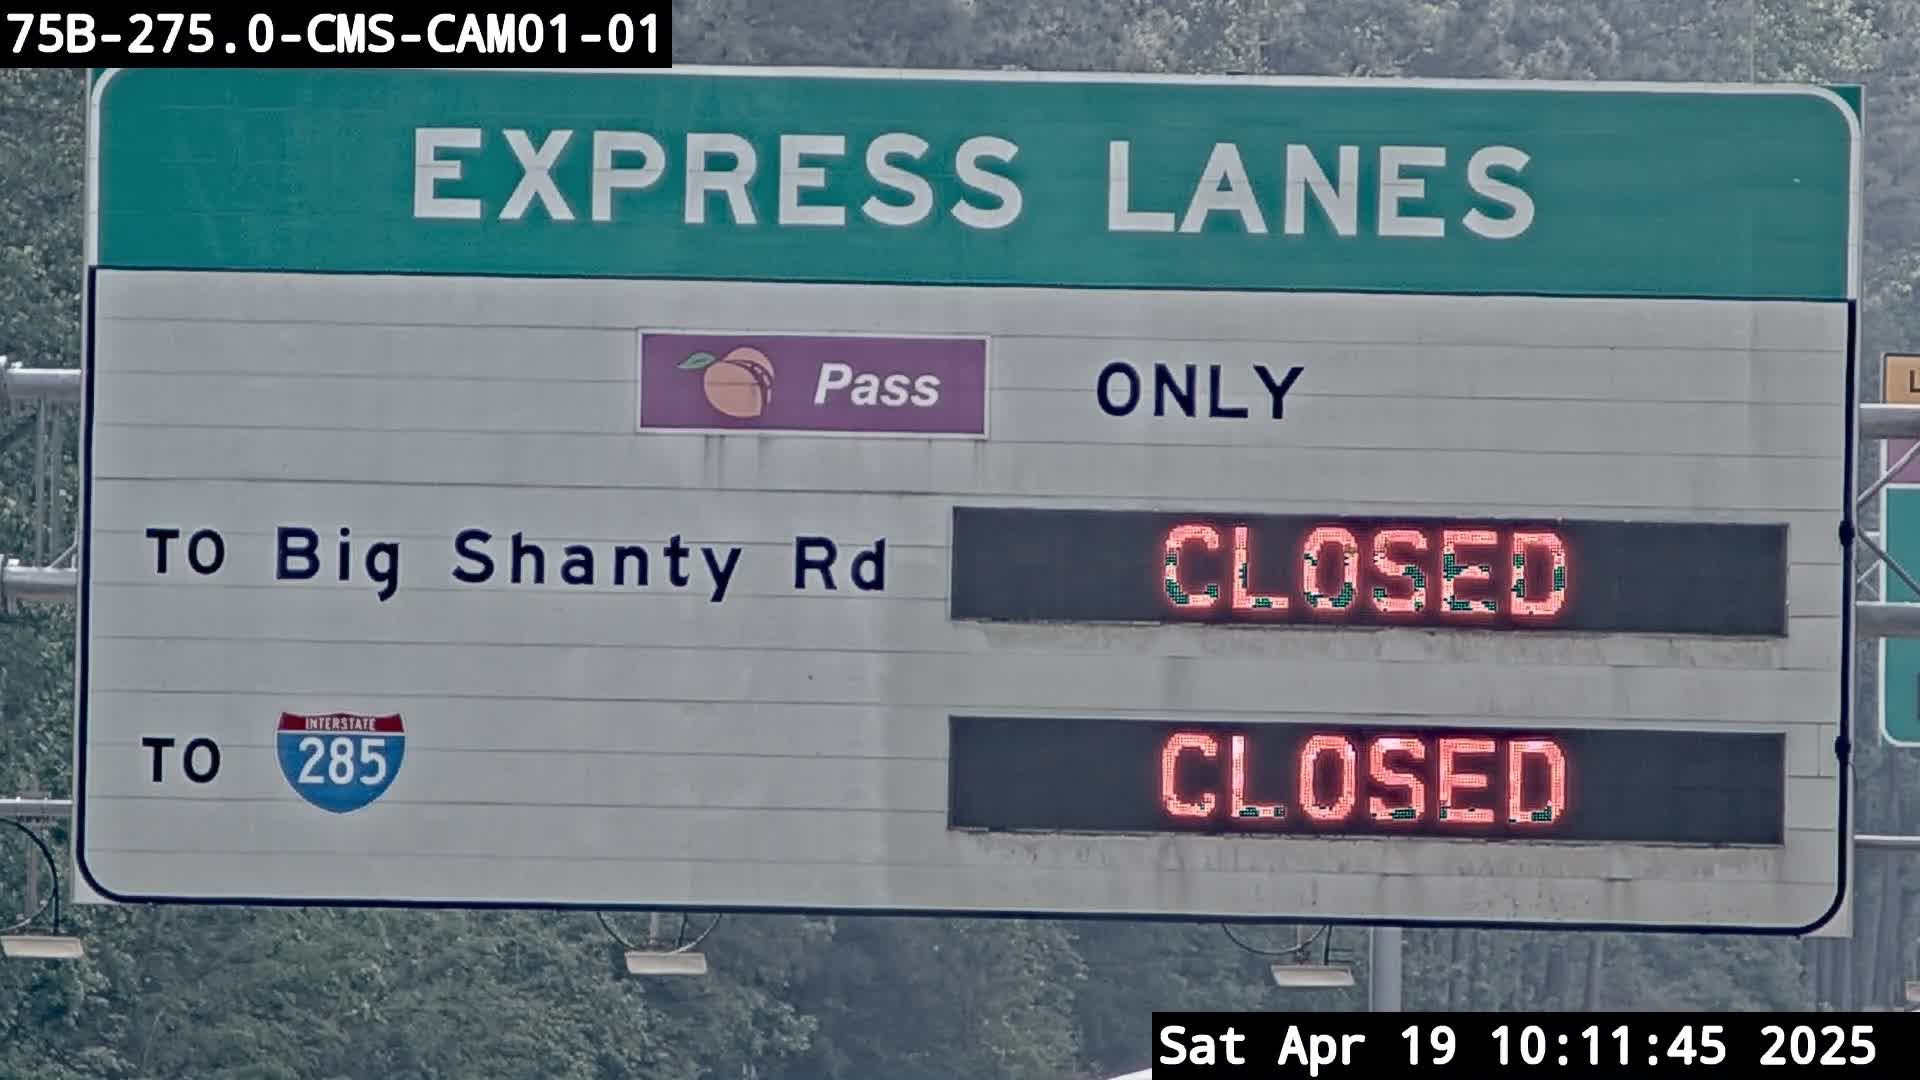 75B-275.0-CMS-CAM01-01
EXPRESS LANES
Pass ONLY
TO Big Shanty Rd CLOSED
TO INTERSTATE 285 CLOSED
Sat Apr 19 10:11:45 2025